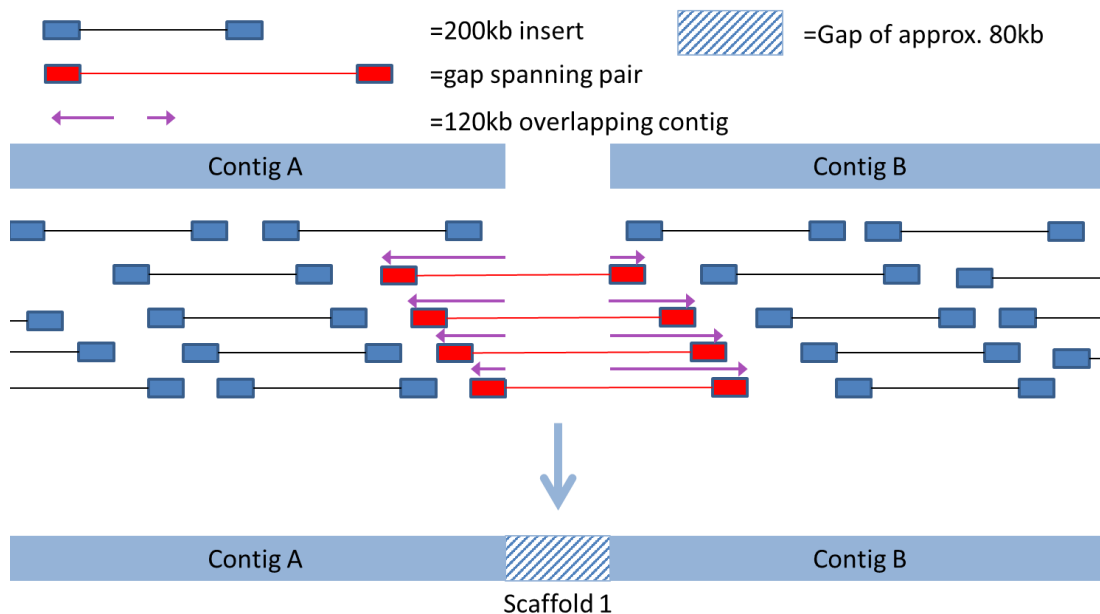 =200kb insert
=Gap of approx. 80kb
=gap spanning pair
=120kb overlapping contig
Contig A
Contig B
Contig A
Contig B
Scaffold 1